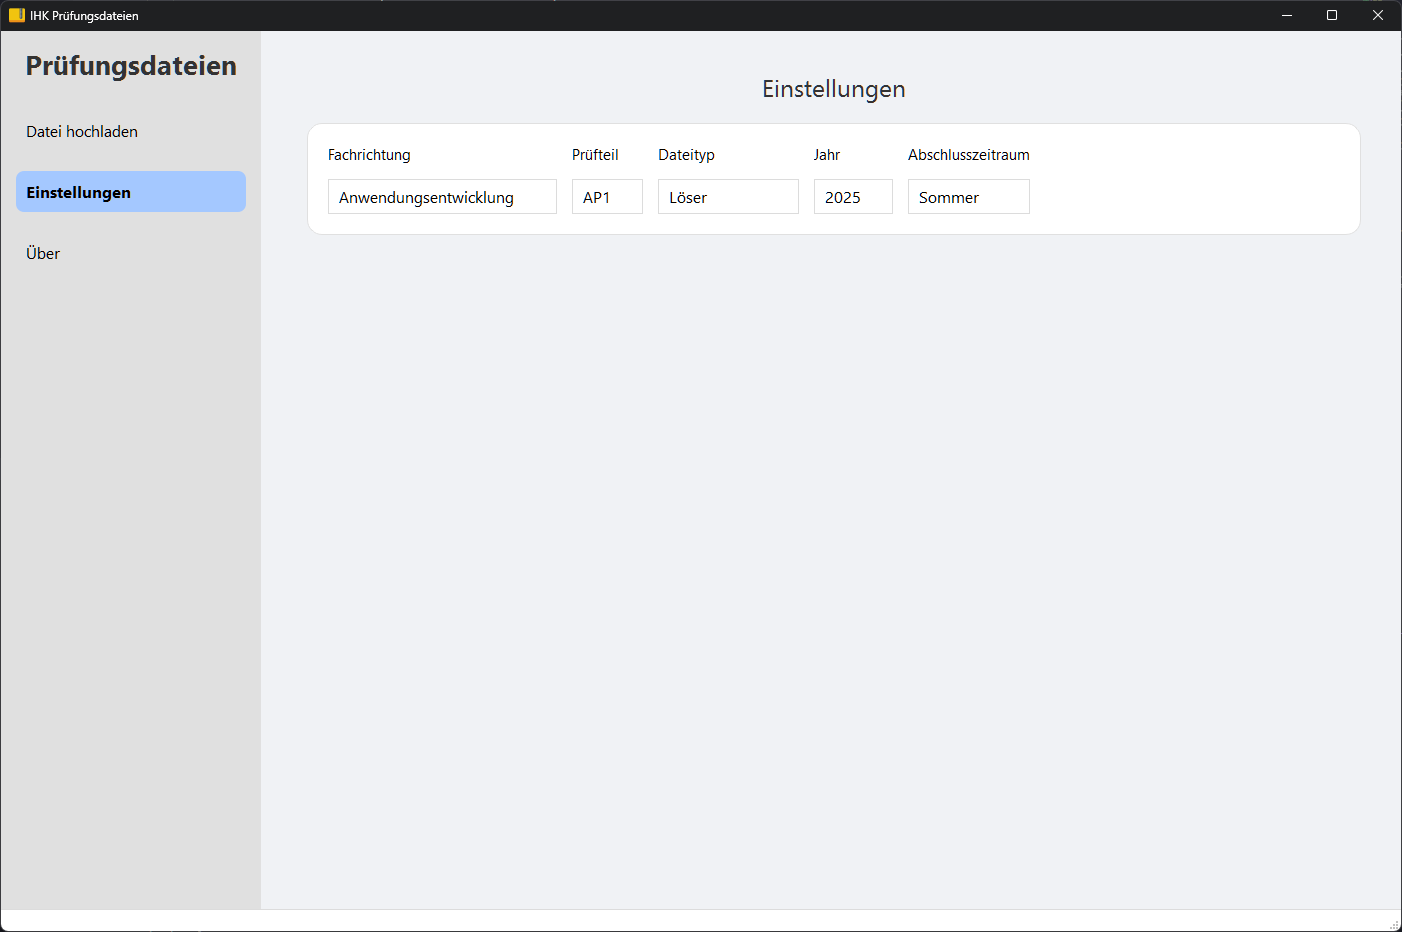 IHK Prüfungsdateien
Prüfungsdateien
Datei hochladen
Einstellungen
Über
Einstellungen
Fachrichtung Prüfteil Dateityp Jahr Abschlusszeitraum
Anwendungsentwicklung AP1 Löser 2025 Sommer